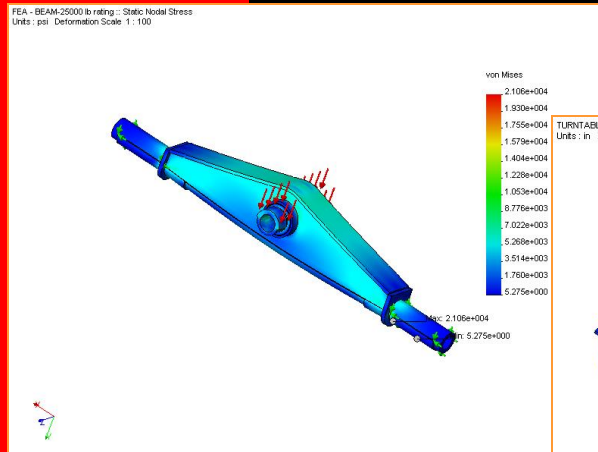 FEA - BEAM-25000 lb rating :: Static Nodal Stress
Units : psi   Deformation Scale  1 : 100
von Mises
2.106e+004
1.930e+004
1.755e+004
1.579e+004
1.404e+004
1.228e+004
1.053e+004
8.776e+003
7.022e+003
5.268e+003
3.514e+003
1.760e+003
5.275e+000
Max: 2.106e+004
Min: 5.275e+000
TURNTABL
Units : in